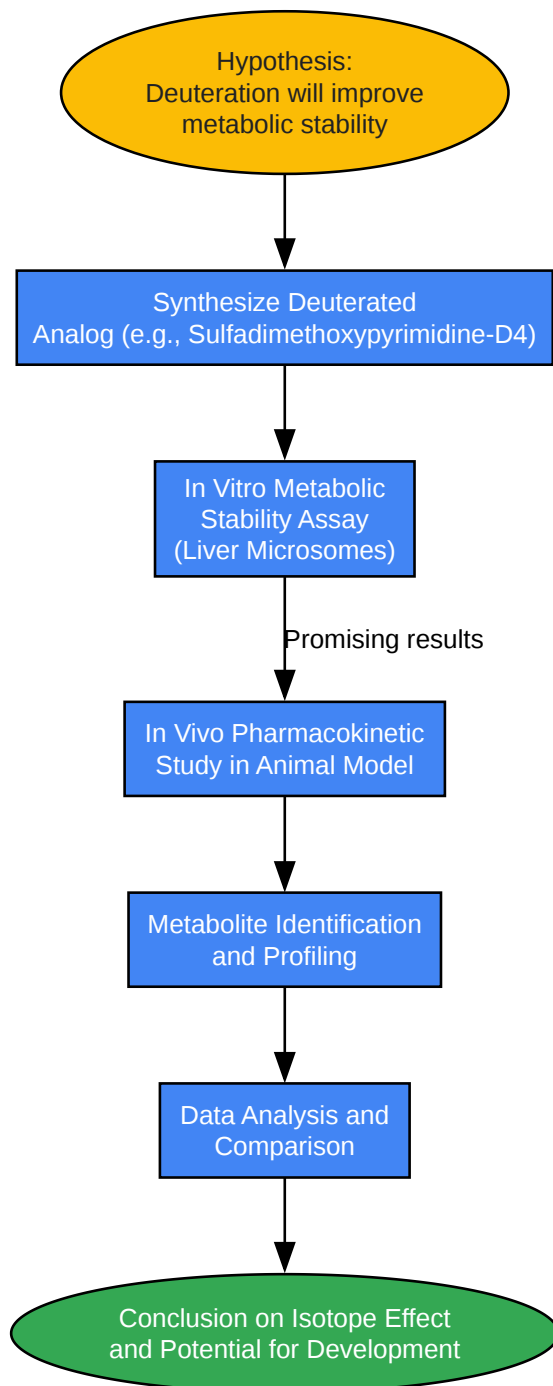 Hypothesis:
Deuteration will improve
metabolic stability
Synthesize Deuterated
Analog (e.g., Sulfadimethoxypyrimidine-D4)
In Vitro Metabolic
Stability Assay
(Liver Microsomes)
Promising results
In Vivo Pharmacokinetic
Study in Animal Model
Metabolite Identification
and Profiling
Data Analysis and
Comparison
Conclusion on Isotope Effect
and Potential for Development